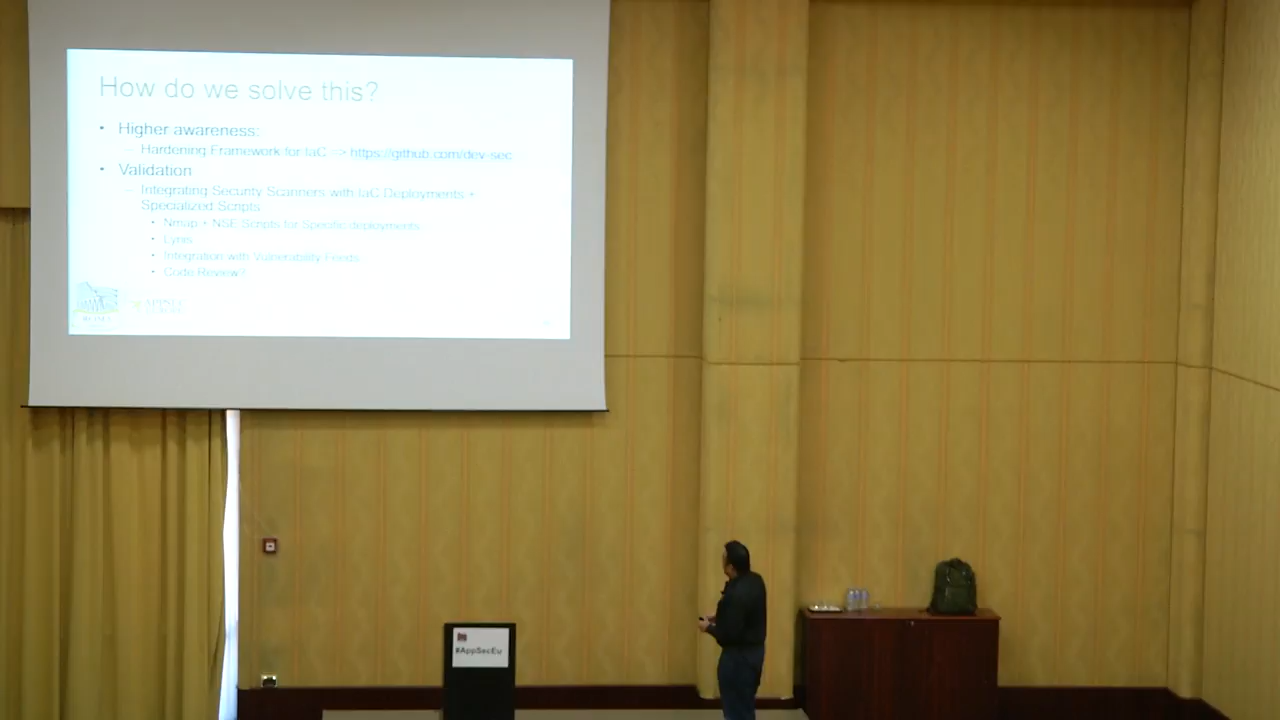 How do we solve this?
• Higher awareness:
– Hardening Framework for IaC -> https://github.com/dev-sec
• Validation
– Integrating Security Scanners with IaC Deployments +
Specialized Scripts
• Nmap + NSE Scripts for Specific deployments
• Lynis
• Integration with Vulnerability Feeds
• Code Review?
#AppSecEu